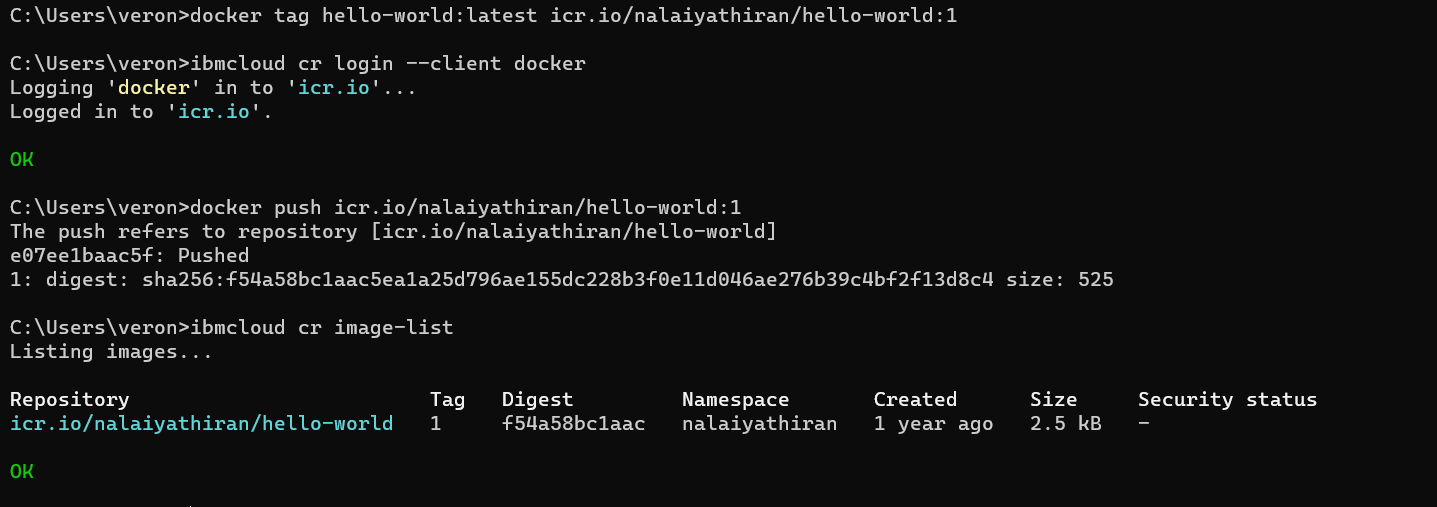 C:\Users\veron>docker tag hello-world:latest icr.io/nalaiyathiran/hello-world:1
C:\Users\veron>ibmcloud cr login --client docker
Logging 'docker' in to 'icr.io'...
Logged in to 'icr.io'.
OK
C:\Users\veron>docker push icr.io/nalaiyathiran/hello-world:1
The push refers to repository [icr.io/nalaiyathiran/hello-world]
e07ee1baac5f: Pushed
1: digest: sha256:f54a58bc1aac5ea1a25d796ae155dc228b3f0e11d046ae276b39c4bf2f13d8c4 size: 525
C:\Users\veron>ibmcloud cr image-list
Listing images...
Repository Tag Digest Namespace Created Size Security status
icr.io/nalaiyathiran/hello-world 1 f54a58bc1aac nalaiyathiran 1 year ago 2.5 kB -
OK